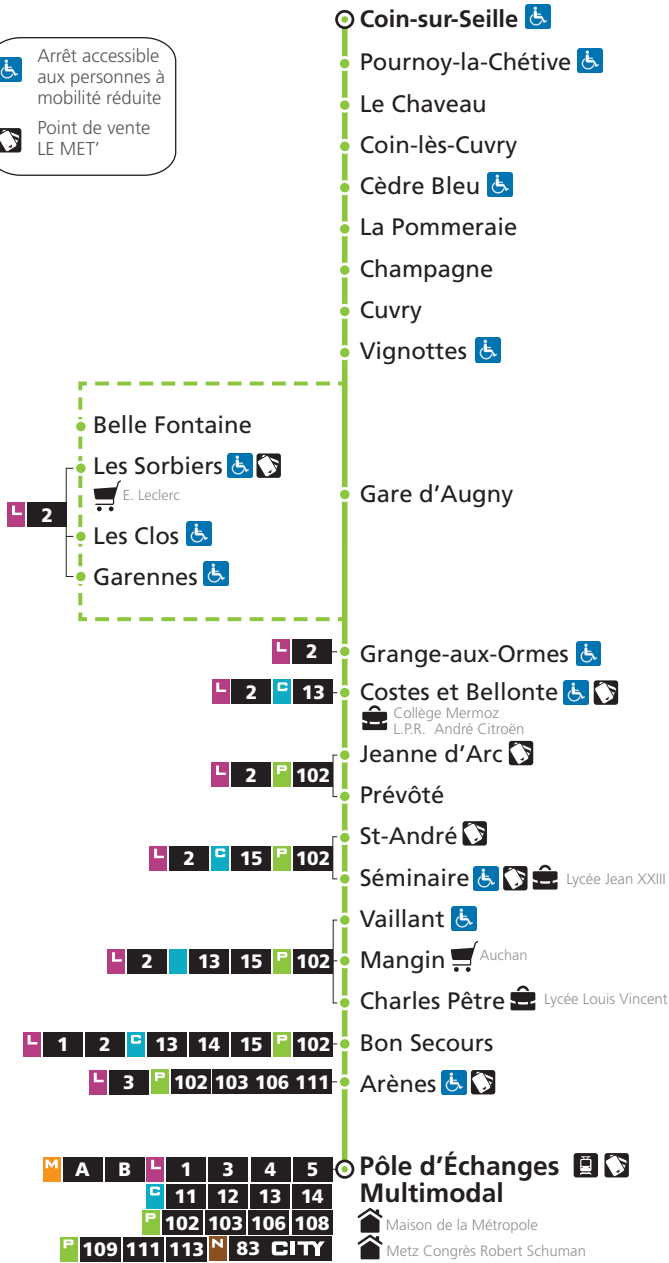 Coin-sur-Seille
Arrêt accessible
aux personnes à
mobilité réduite
Point de vente
LE MET'
Pournoy-la-Chétive
Le Chaveau
Coin-lès-Cuvry
Cèdre Bleu
La Pommeraie
Champagne
Cuvry
Vignottes
Belle Fontaine
Les Sorbiers
E. Leclerc
L 2
Les Clos
Garennes
Gare d'Augny
L 2 Grange-aux-Ormes
L 2 C 13 Costes et Bellonte
Collège Mermoz
L.P.R. André Citroën
Jeanne d'Arc
L 2 P 102
Prévôté
St-André
L 2 C 15 P 102
Séminaire Lycée Jean XXIII
Vaillant
L 2 13 15 P 102 Mangin Auchan
Charles Pêtre Lycée Louis Vincent
L 1 2 C 13 14 15 P 102 Bon Secours
L 3 P 102 103 106 111 Arènes
M A B L 1 3 4 5 Pôle d'Échanges
C 11 12 13 14 Multimodal
P 102 103 106 108 Maison de la Métropole
P 109 111 113 N 83 CITY Metz Congrès Robert Schuman